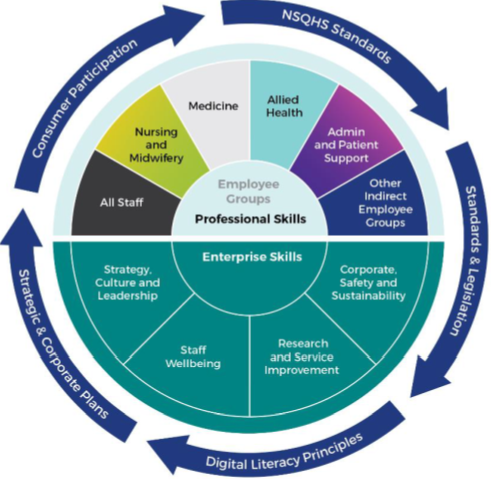 NSQHS Standards
Consumer Participation
Medicine
Allied
Health
Nursing
and
Midwifery
Admin
and Patient
Support
All Staff
Other
Indirect
Employee
Groups
Employee
Groups
Professional Skills
Enterprise Skills
Strategy,
Culture and
Leadership
Corporate,
Safety and
Sustainability
Staff
Wellbeing
Research
and Service
Improvement
Standards & Legislation
Strategic & Corporate Plans
Digital Literacy Principles